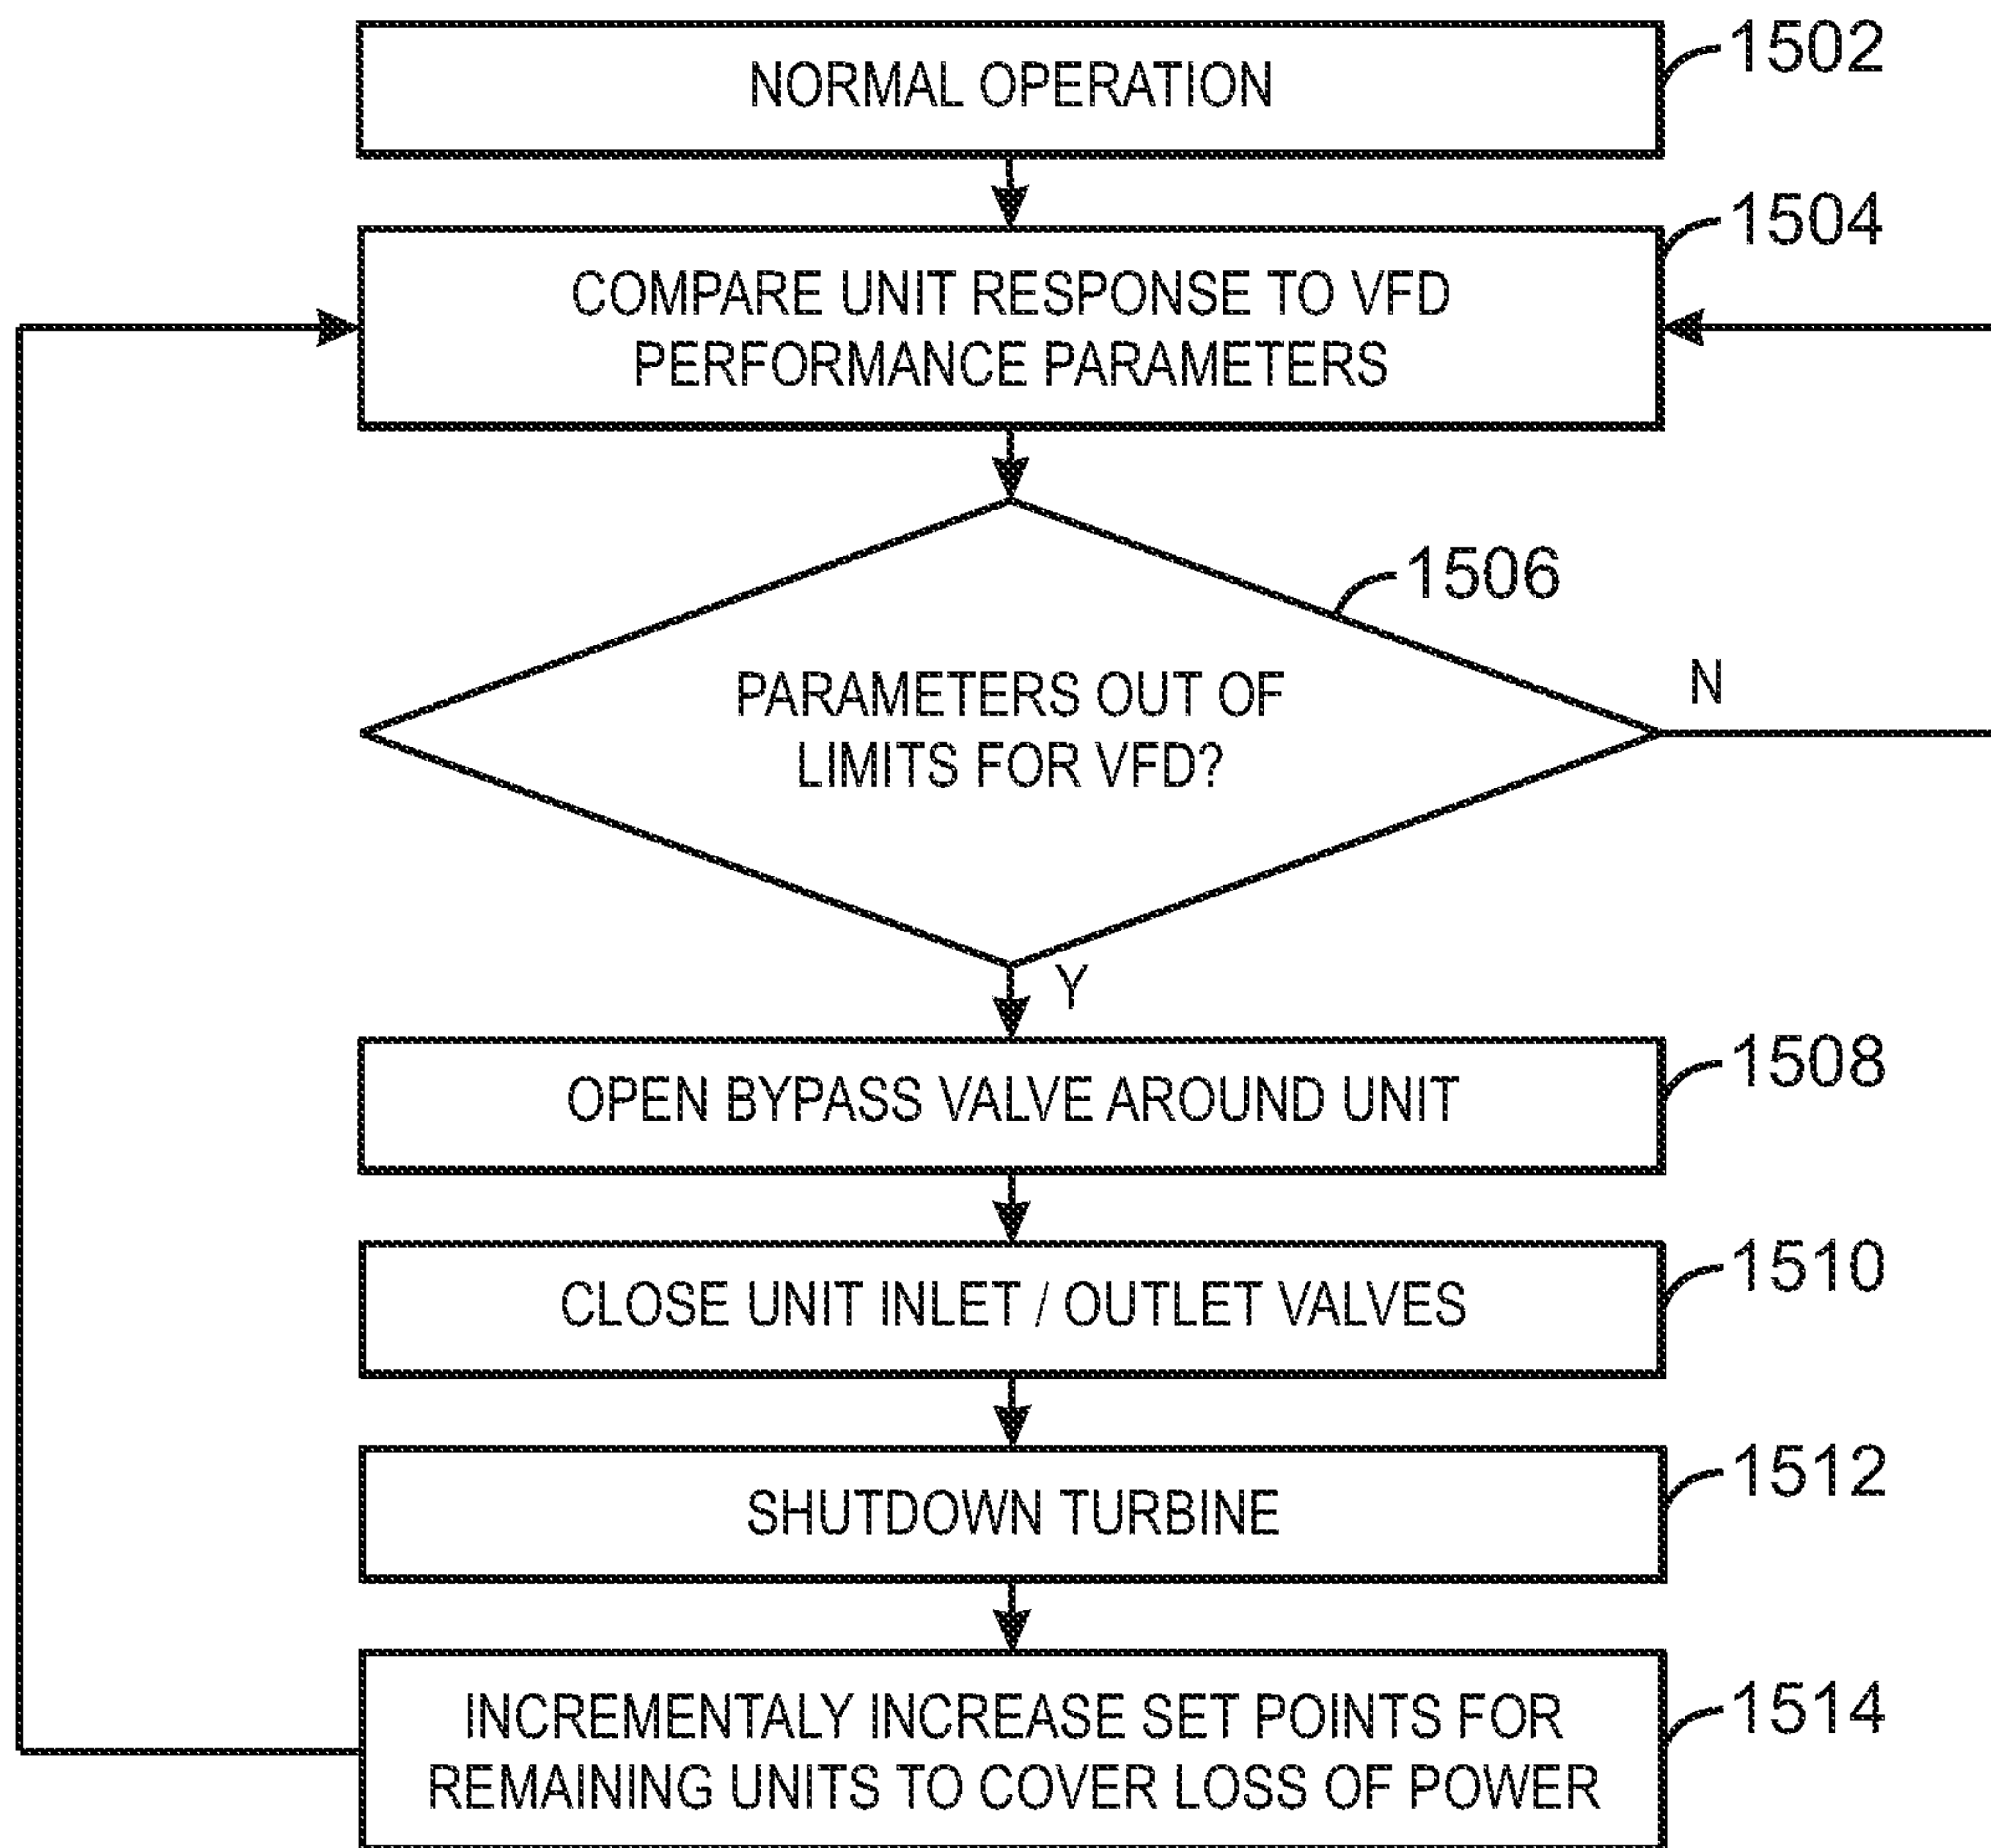 NORMAL OPERATION
1502
COMPARE UNIT RESPONSE TO VFD
PERFORMANCE PARAMETERS
1504
PARAMETERS OUT OF
LIMITS FOR VFD?
1506
N
Y
OPEN BYPASS VALVE AROUND UNIT
1508
CLOSE UNIT INLET / OUTLET VALVES
1510
SHUTDOWN TURBINE
1512
INCREMENTALY INCREASE SET POINTS FOR
REMAINING UNITS TO COVER LOSS OF POWER
1514